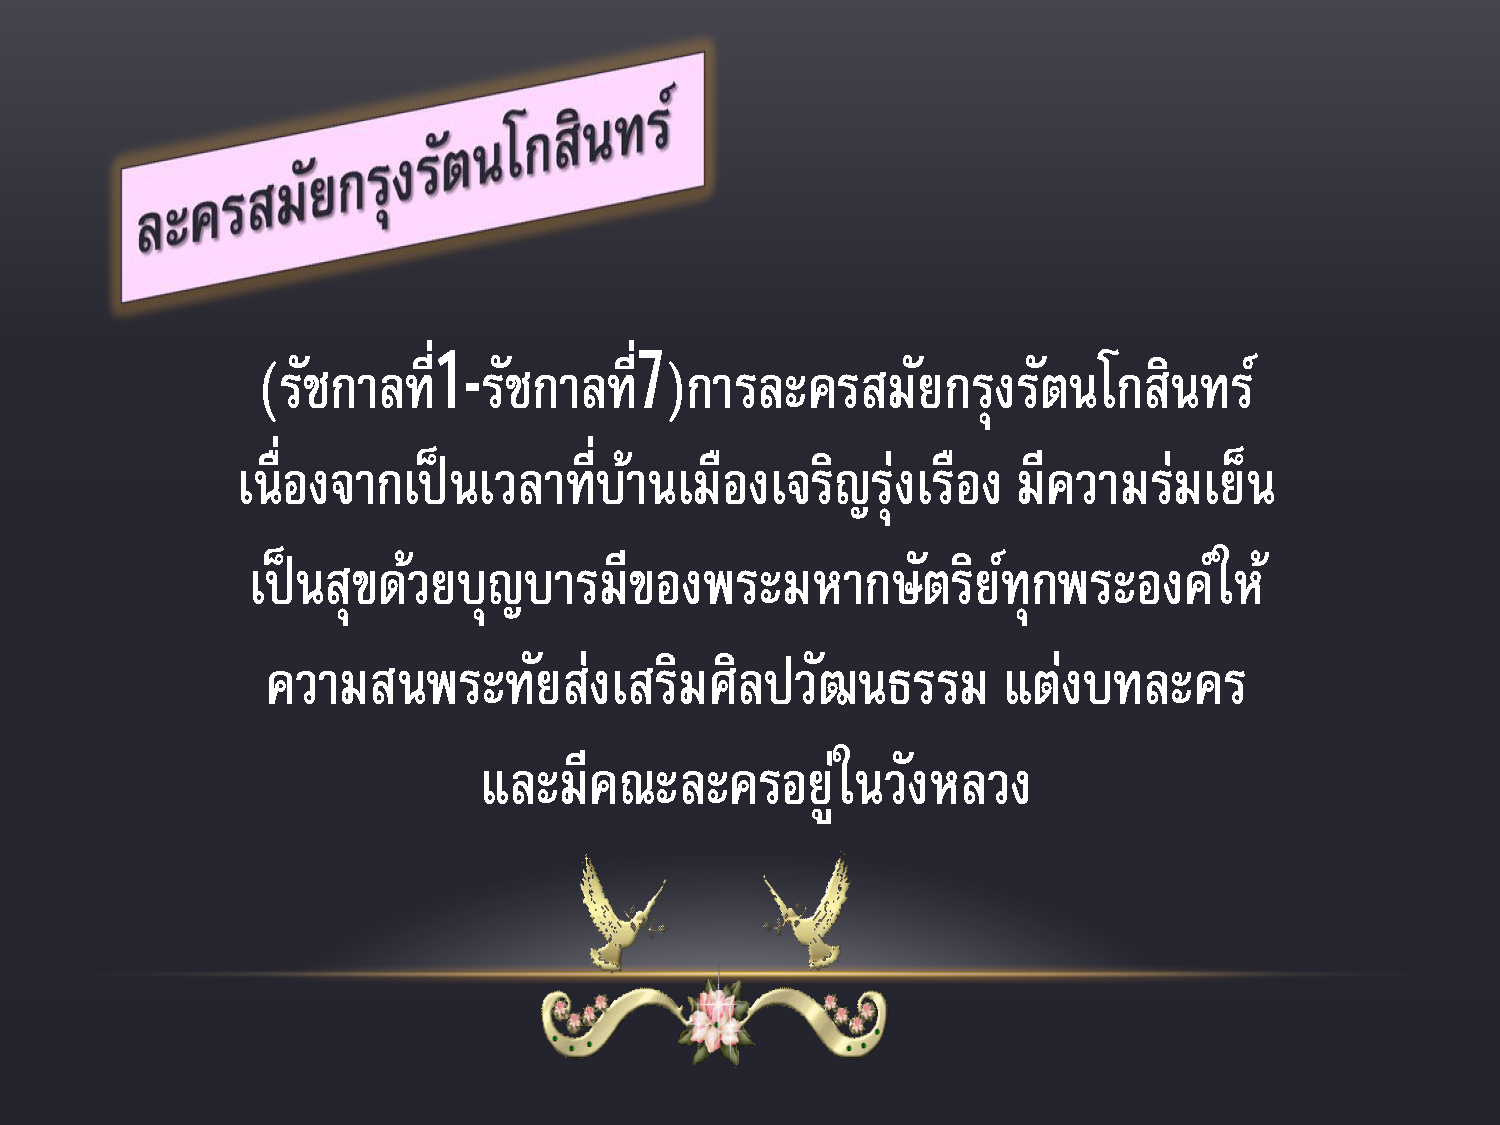 ละครสมัยกรุงรัตนโกสินทร์
(รัชกาลที่1-รัชกาลที่7)การละครสมัยกรุงรัตนโกสินทร์
เนื่องจากเป็นเวลาที่บ้านเมืองเจริญรุ่งเรือง มีความร่มเย็น
เป็นสุขด้วยบุญบารมีของพระมหากษัตริย์ทุกพระองค์ให้
ความสนพระทัยส่งเสริมศิลปวัฒนธรรม แต่งบทละคร
และมีคณะละครอยู่ในวังหลวง